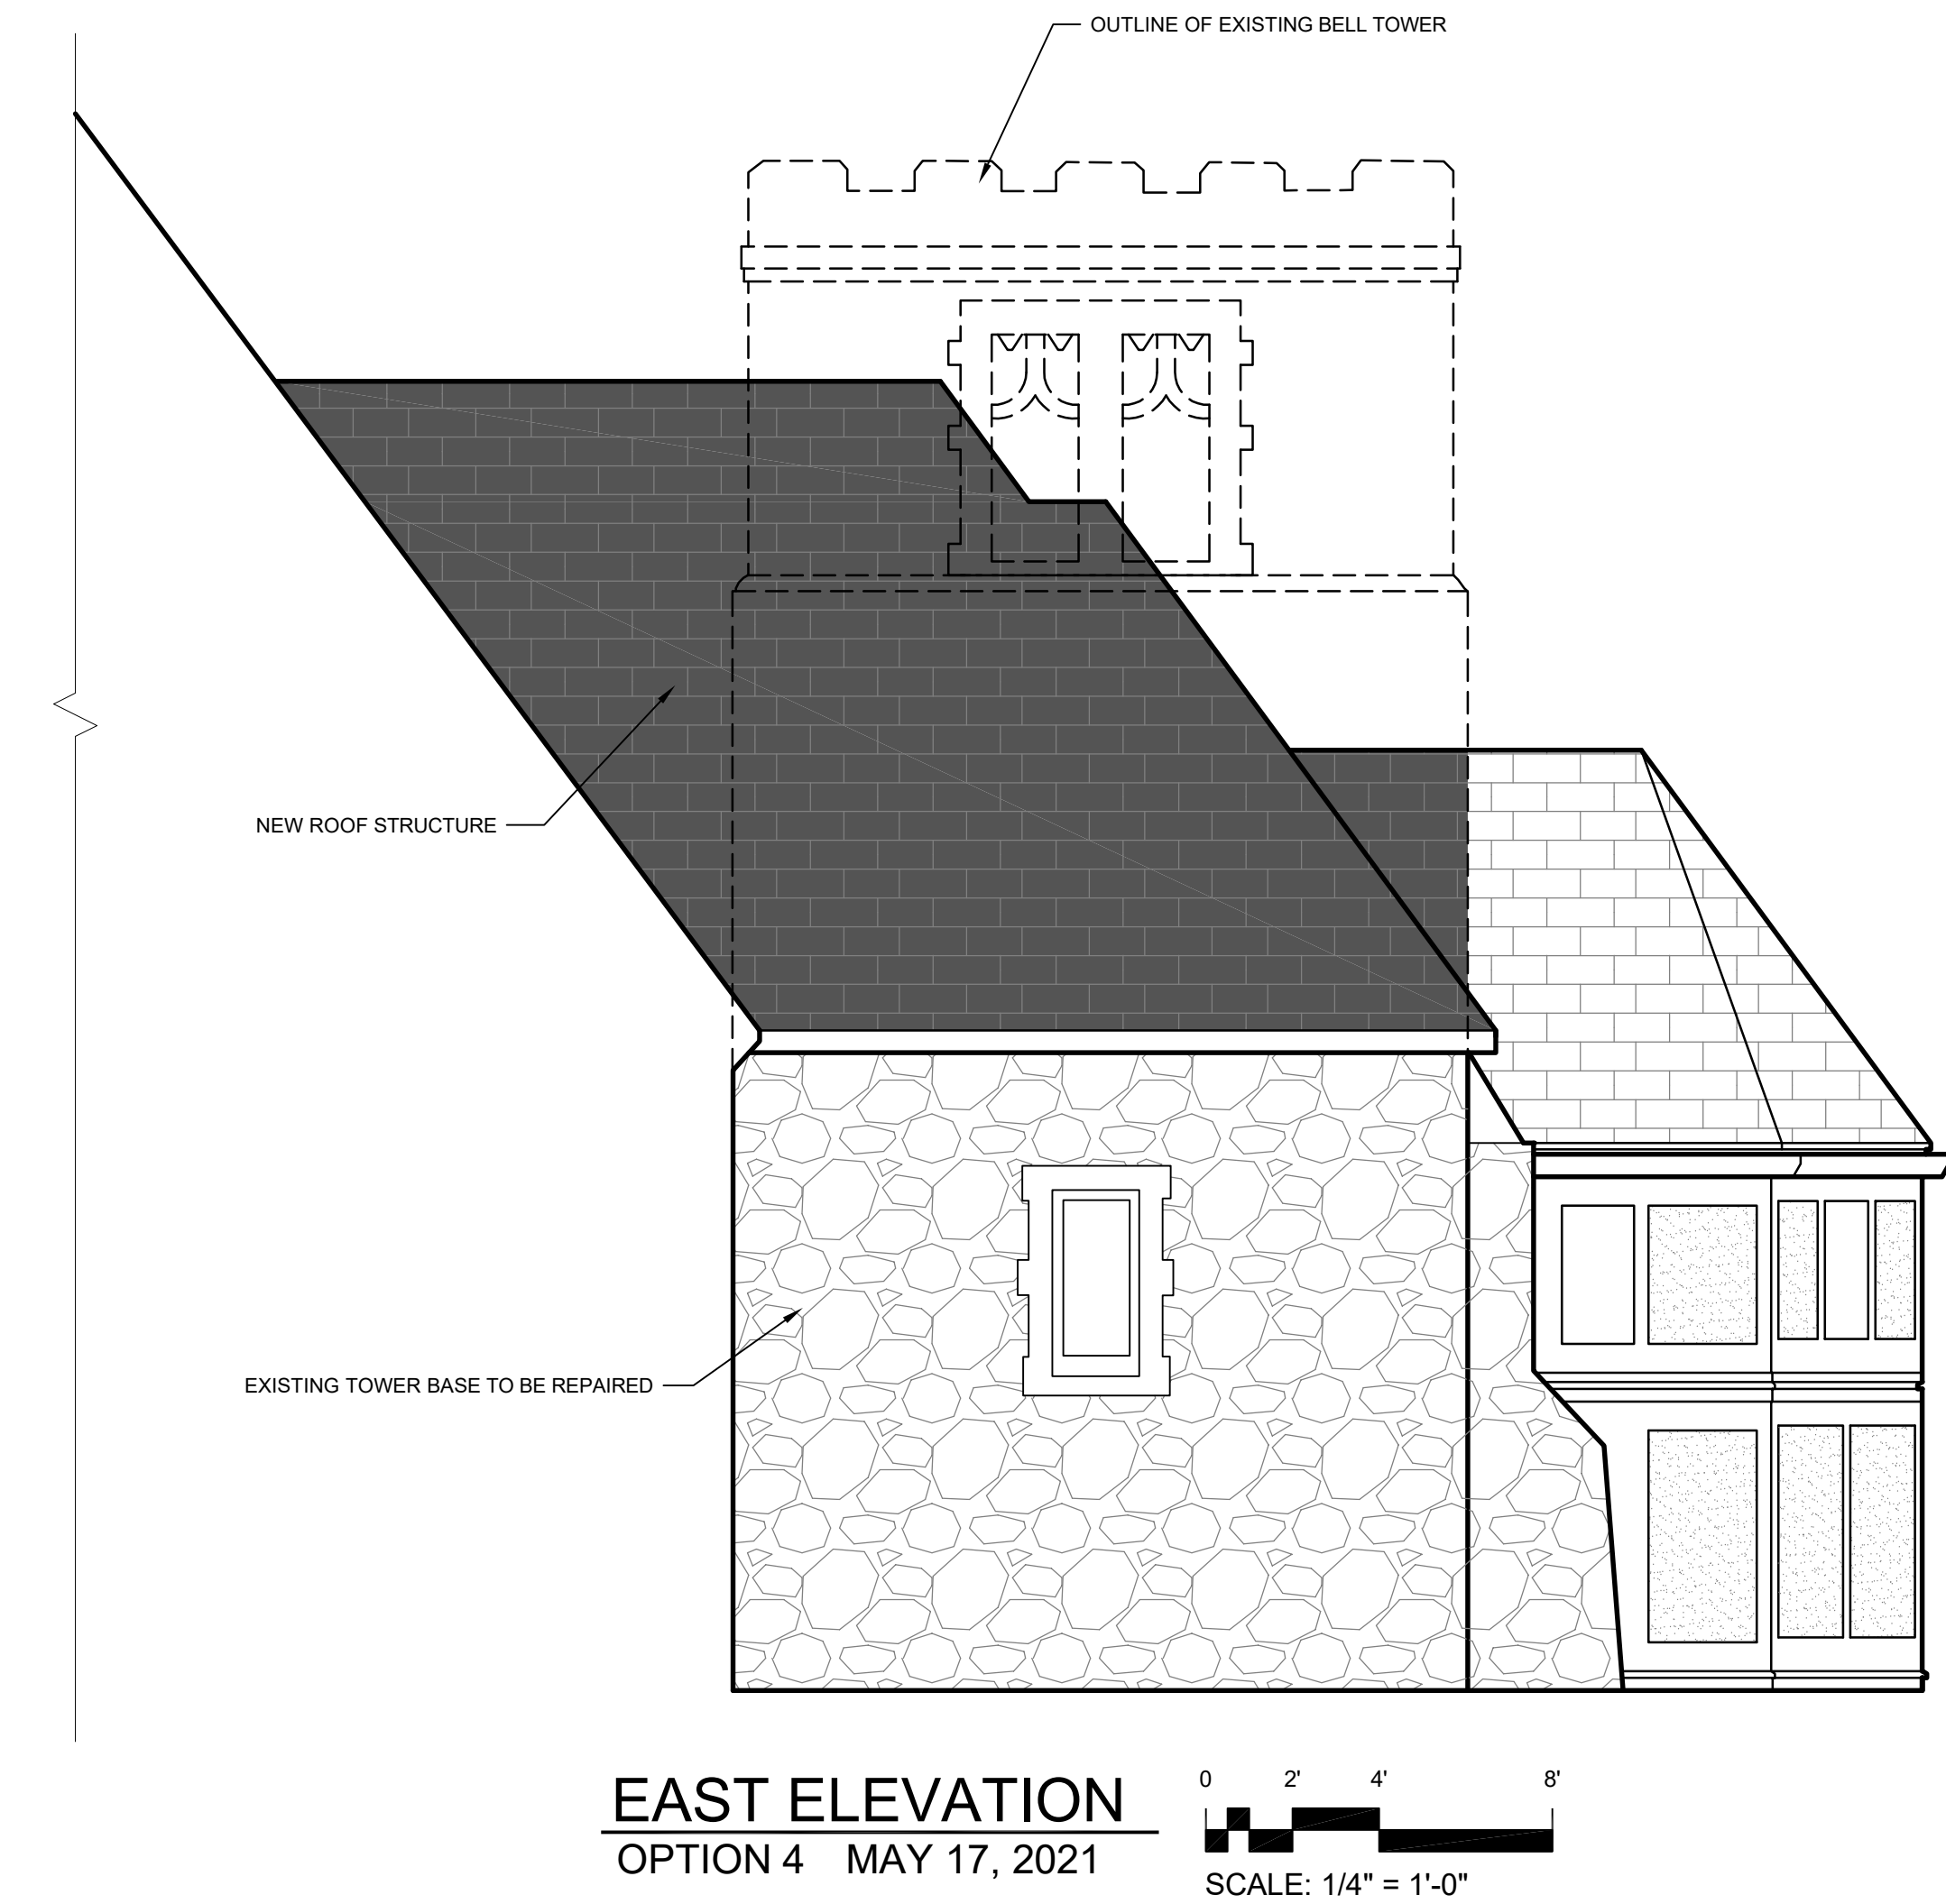 OUTLINE OF EXISTING BELL TOWER
NEW ROOF STRUCTURE
EXISTING TOWER BASE TO BE REPAIRED
EAST ELEVATION
OPTION 4 MAY 17, 2021
0 2' 4' 8'
SCALE: 1/4" = 1'-0"